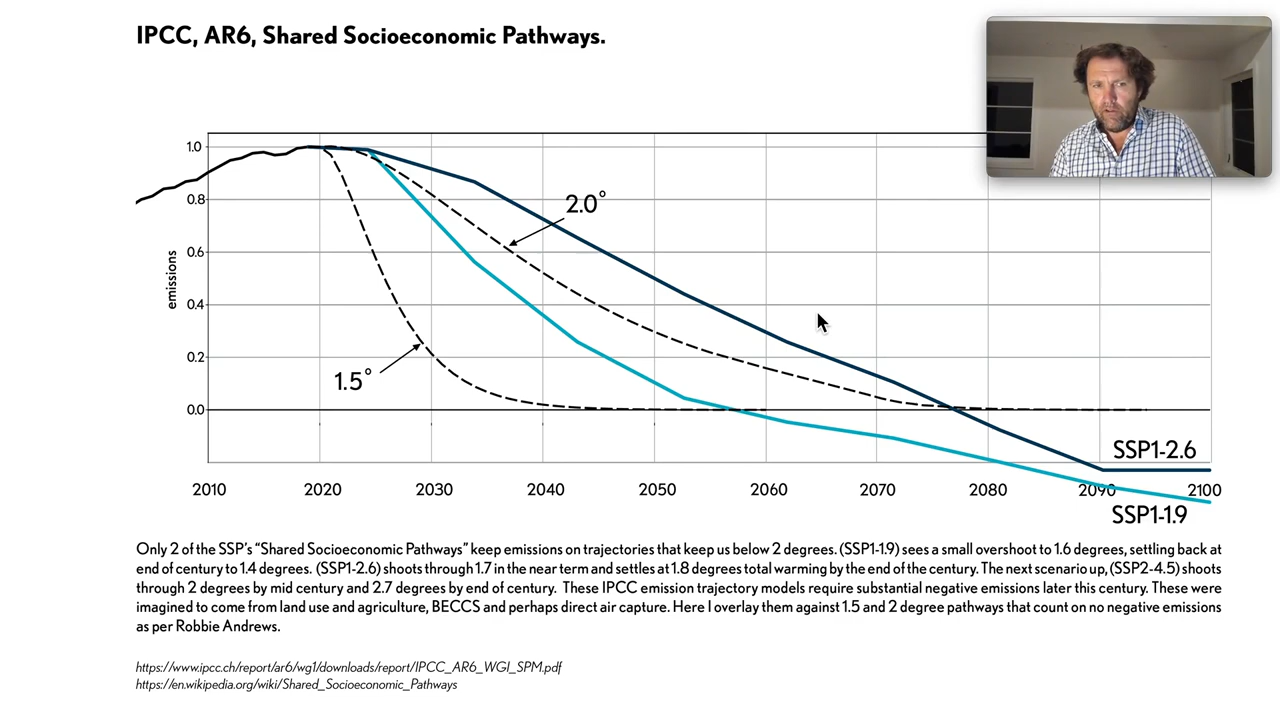 IPCC, AR6, Shared Socioeconomic Pathways.
1.0
0.8
0.6
0.4
0.2
0.0
emissions
2.0°
1.5°
SSP1-2.6
2010 2020 2030 2040 2050 2060 2070 2080 2090 2100
SSP1-1.9
Only 2 of the SSP's “Shared Socioeconomic Pathways” keep emissions on trajectories that keep us below 2 degrees. (SSP1-1.9) sees a small overshoot to 1.6 degrees, settling back at
end of century to 1.4 degrees. (SSP1-2.6) shoots through 1.7 in the near term and settles at 1.8 degrees total warming by the end of the century. The next scenario up, (SSP2-4.5) shoots
through 2 degrees by mid century and 2.7 degrees by end of century. These IPCC emission trajectory models require substantial negative emissions later this century. These were
imagined to come from land use and agriculture, BECCS and perhaps direct air capture. Here I overlay them against 1.5 and 2 degree pathways that count on no negative emissions
as per Robbie Andrews.
https://www.ipcc.ch/report/ar6/wg1/downloads/report/IPCC_AR6_WGI_SPM.pdf
https://en.wikipedia.org/wiki/Shared_Socioeconomic_Pathways